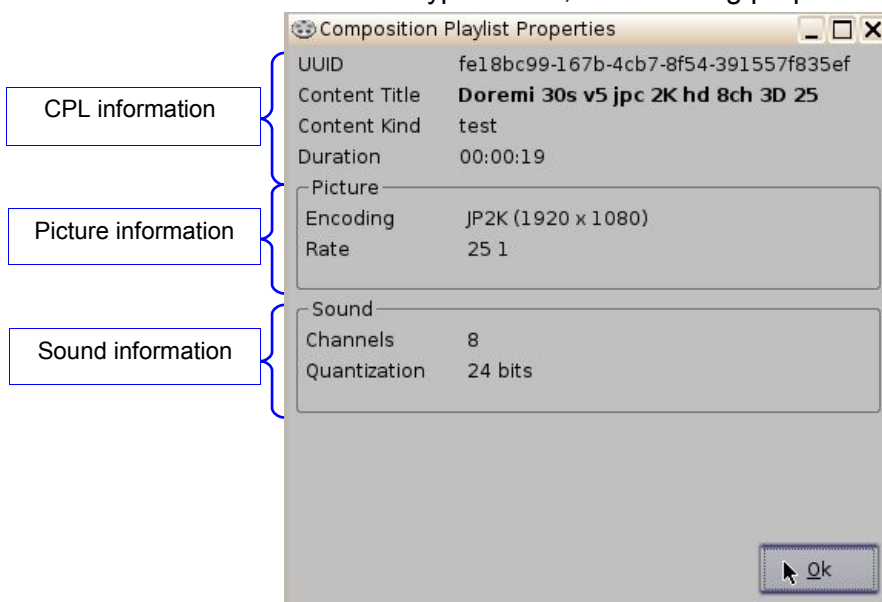 Composition Playlist Properties
UUID fe18bc99-167b-4cb7-8f54-391557f835ef
Content Title Doremi 30s v5 jpc 2K hd 8ch 3D 25
Content Kind test
Duration 00:00:19
CPL information
Picture
Encoding JP2K (1920 x 1080)
Rate 25 1
Picture information
Sound
Channels 8
Quantization 24 bits
Sound information
Ok